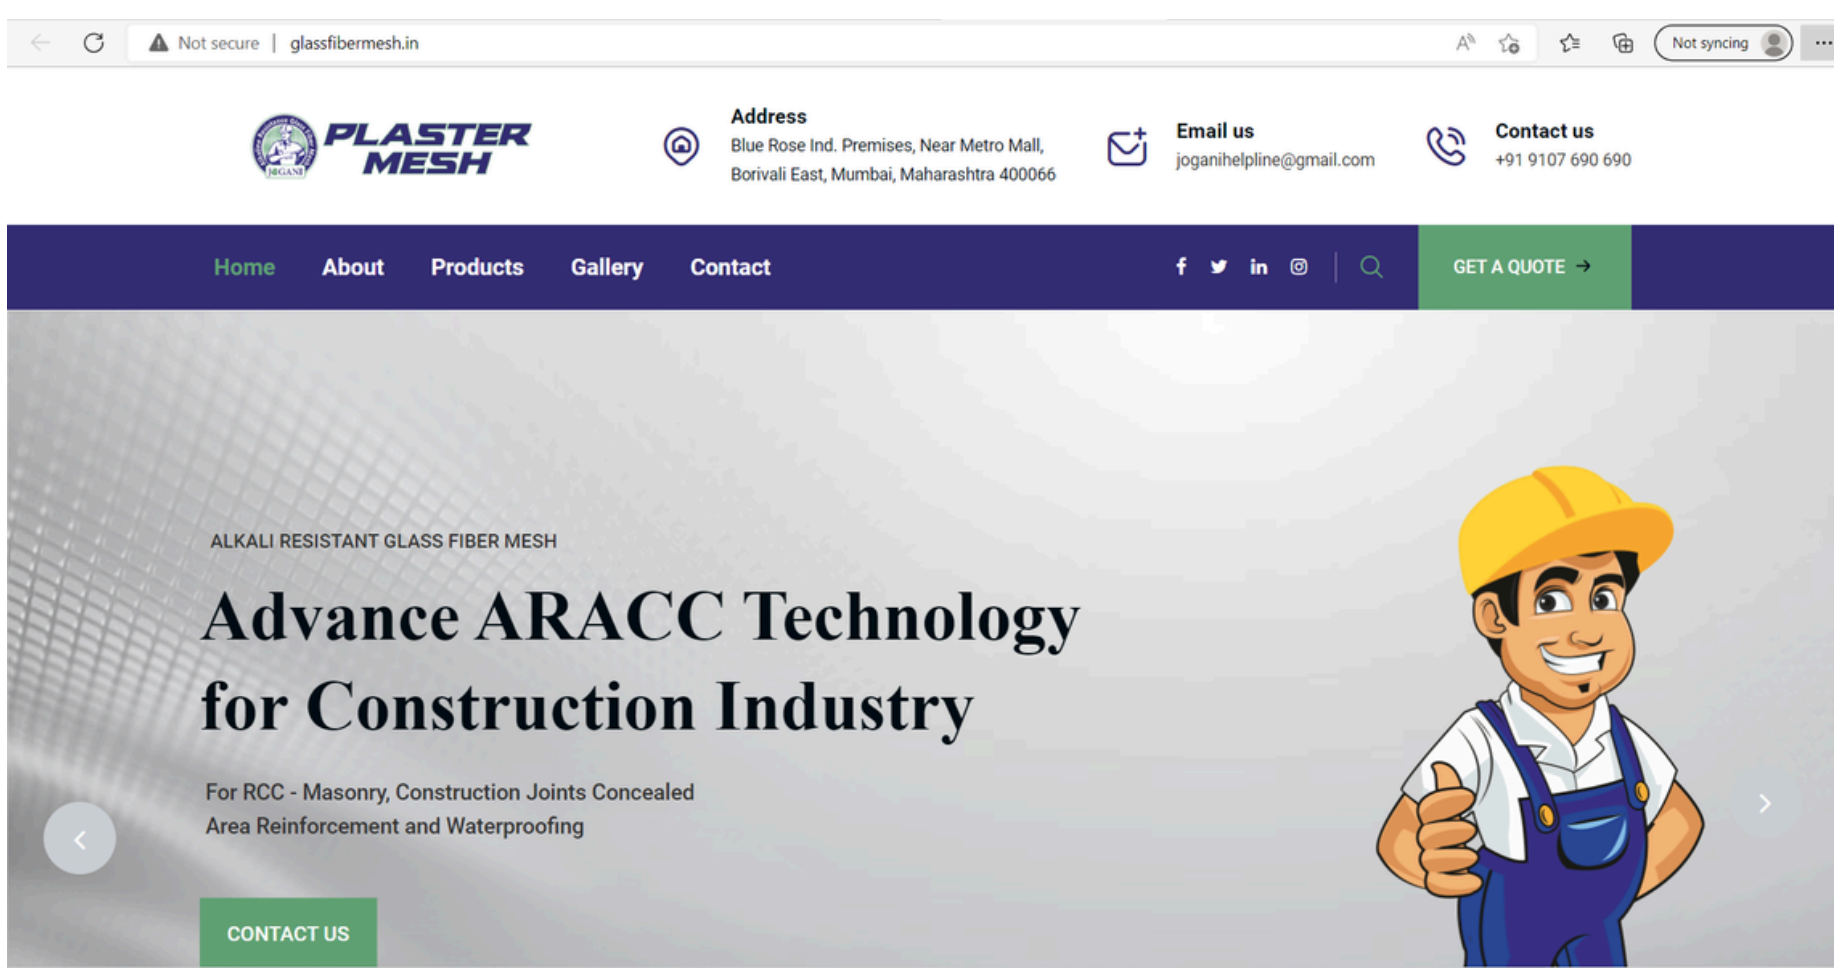 Not secure | glassfibermesh.in
Not syncing
PLASTER
MESH
JOGANI
Address
Blue Rose Ind. Premises, Near Metro Mall,
Borivali East, Mumbai, Maharashtra 400066
Email us
joganihelpline@gmail.com
Contact us
+91 9107 690 690
Home About Products Gallery Contact
GET A QUOTE →
ALKALI RESISTANT GLASS FIBER MESH
Advance ARACC Technology
for Construction Industry
For RCC - Masonry, Construction Joints Concealed
Area Reinforcement and Waterproofing
CONTACT US